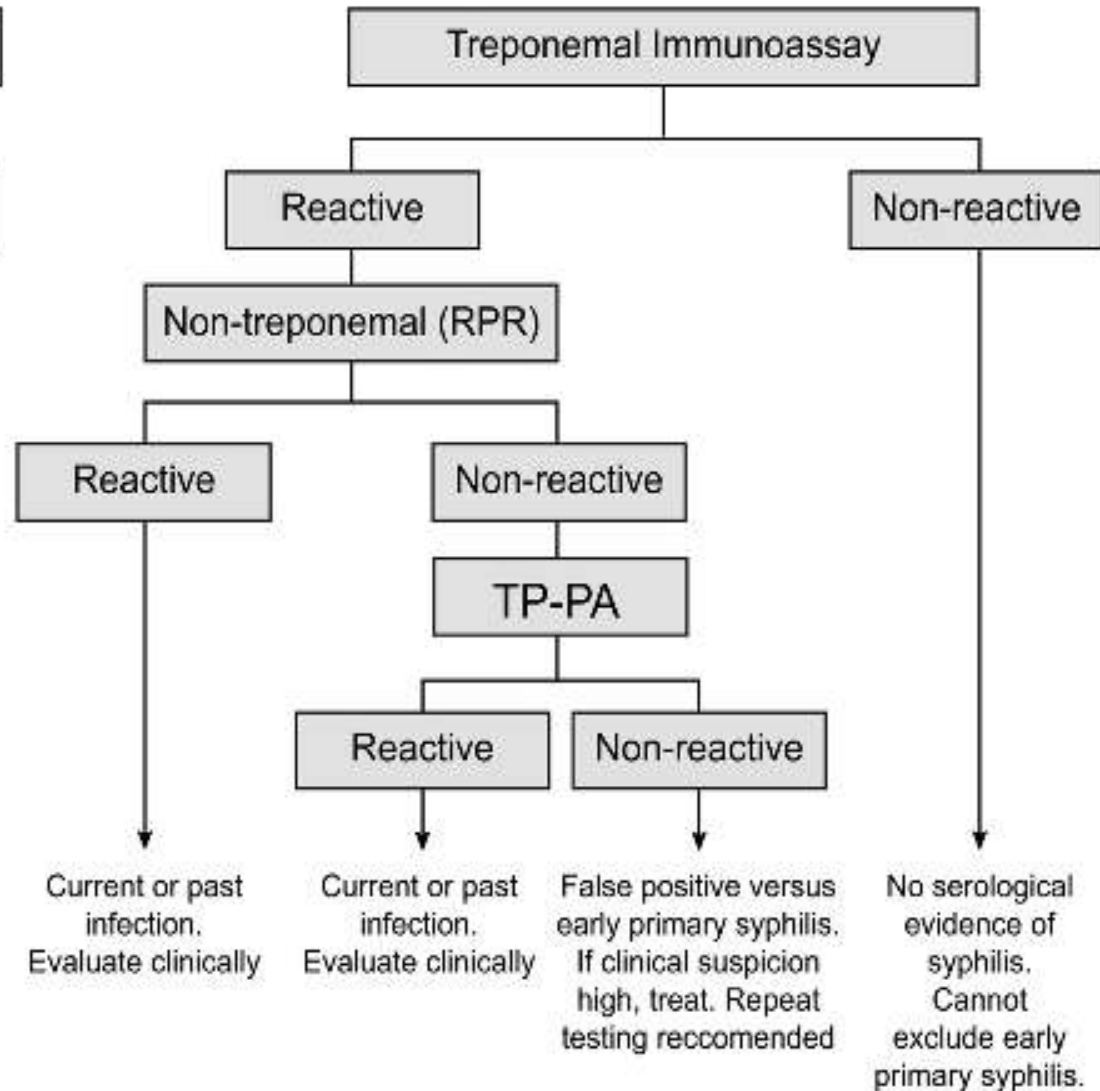 Treponemal Immunoassay
Reactive
Non-reactive
Non-treponemal (RPR)
Reactive
Non-reactive
TP-PA
Reactive
Non-reactive
Current or past
infection.
Evaluate clinically
Current or past
infection.
Evaluate clinically
False positive versus
early primary syphilis.
If clinical suspicion
high, treat. Repeat
testing reccomended
No serological
evidence of
syphilis.
Cannot
exclude early
primary syphilis.